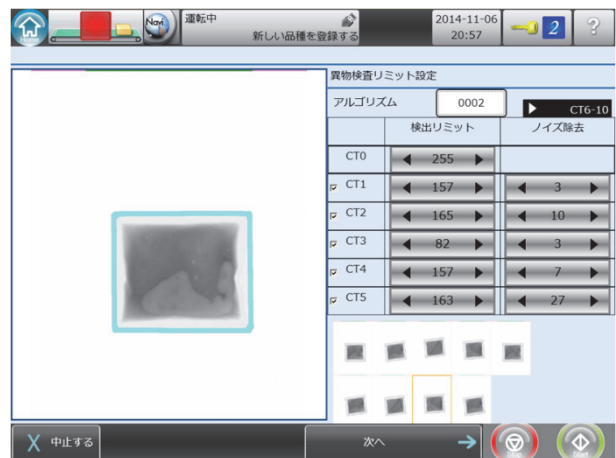 Home
Navi
運転中
新しい品種を登録する
2014-11-06
20:57
2
?
異物検査リミット設定
アルゴリズム 0002 CT6-10
検出リミット ノイズ除去
CT0 255
CT1 157 3
CT2 165 10
CT3 82 3
CT4 157 7
CT5 163 27
中止する
次へ
Stop
Start